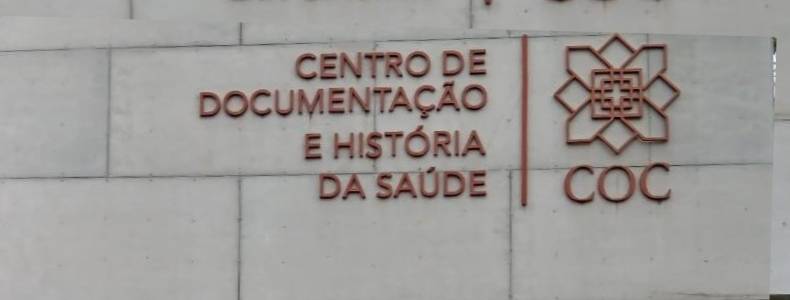 CENTRO DE
DOCUMENTAÇÃO
E HISTÓRIA
DA SAÚDE
COC